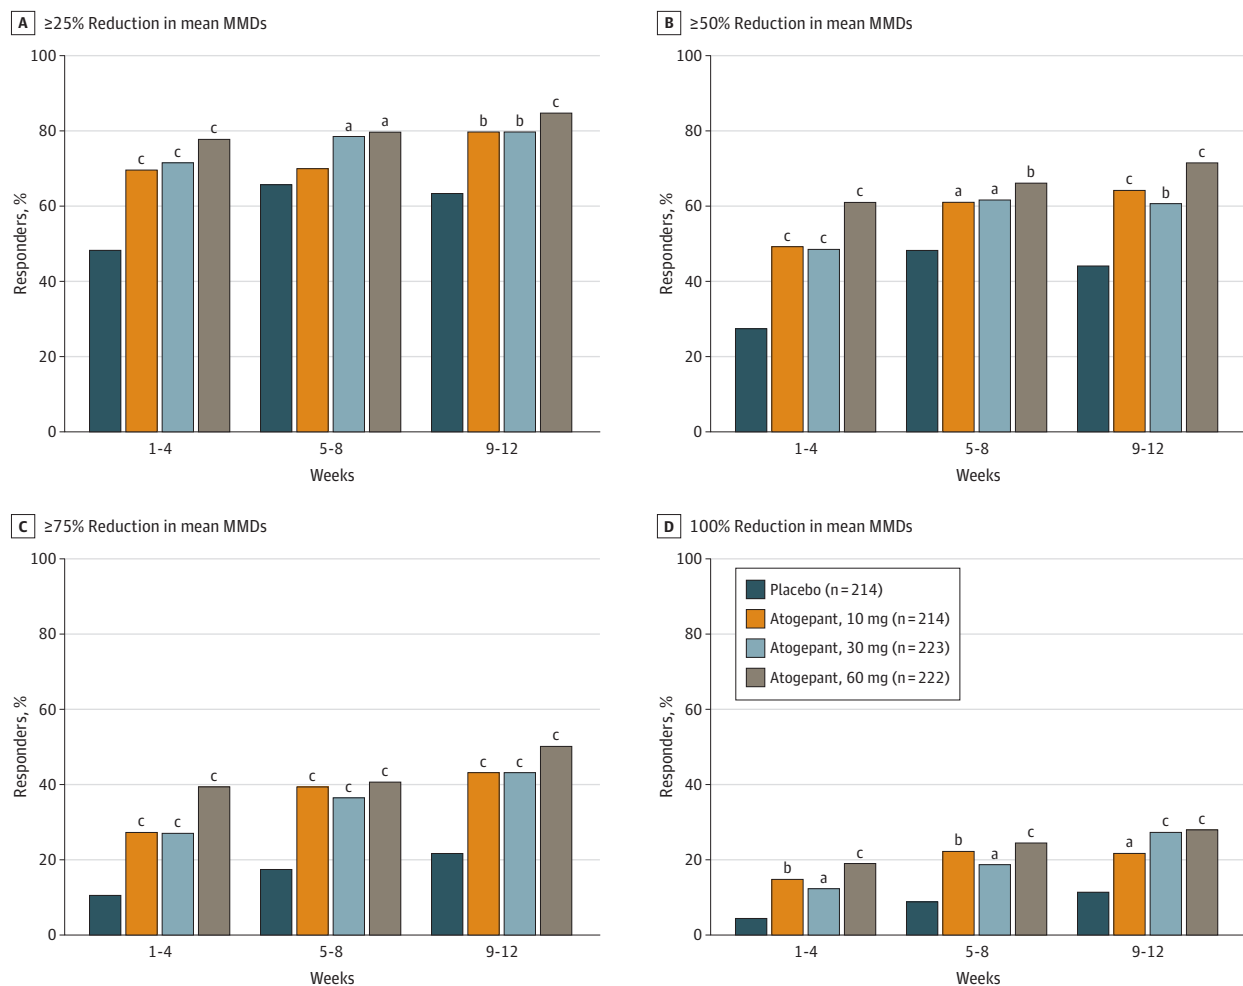 A ≥25% Reduction in mean MMDs
100
80
60
40
20
0
Responders, %
c
c
c
a
a
b
b
c
1-4
5-8
9-12
Weeks
B ≥50% Reduction in mean MMDs
100
80
60
40
20
0
Responders, %
c
c
c
a
a
b
c
b
c
1-4
5-8
9-12
Weeks
C ≥75% Reduction in mean MMDs
100
80
60
40
20
0
Responders, %
c
c
c
c
c
c
c
c
c
1-4
5-8
9-12
Weeks
D 100% Reduction in mean MMDs
100
80
60
40
20
0
Responders, %
Placebo (n=214)
Atogepant, 10 mg (n=214)
Atogepant, 30 mg (n=223)
Atogepant, 60 mg (n=222)
b
a
c
b
a
c
a
c
c
1-4
5-8
9-12
Weeks